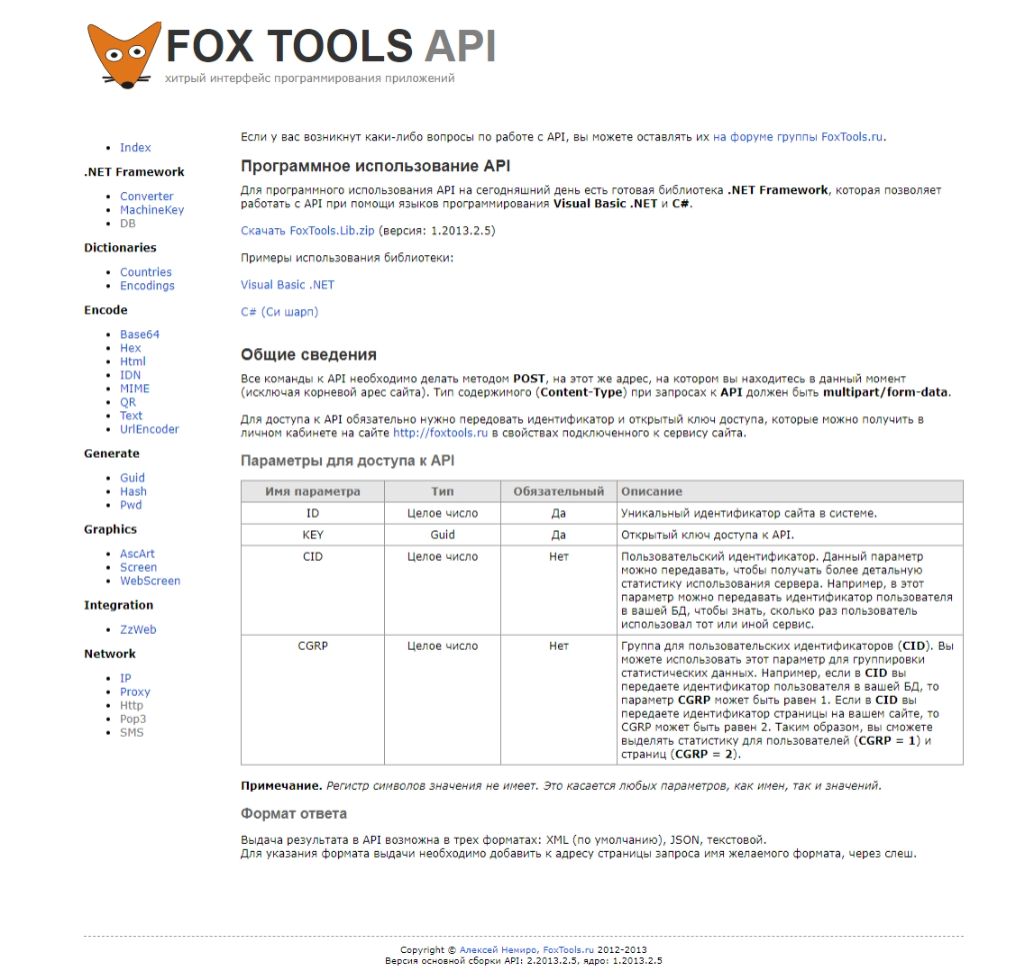 FOX TOOLS API
хитрый интерфейс программирования приложений
Index
.NET Framework
Converter
MachineKey
DB
Dictionaries
Countries
Encodings
Encode
Base64
Hex
Html
IDN
MIME
QR
Text
UrlEncoder
Generate
Guid
Hash
Pwd
Graphics
AscArt
Screen
WebScreen
Integration
ZzWeb
Network
IP
Proxy
Http
Pop3
SMS
Если у вас возникнут каки-либо вопросы по работе с API, вы можете оставлять их на форуме группы FoxTools.ru.
Программное использование API
Для программного использования API на сегодняшний день есть готовая библиотека .NET Framework, которая позволяет
работать с API при помощи языков программирования Visual Basic .NET и C#.
Скачать FoxTools.Lib.zip (версия: 1.2013.2.5)
Примеры использования библиотеки:
Visual Basic .NET
C# (Си шарп)
Общие сведения
Все команды к API необходимо делать методом POST, на этот же адрес, на котором вы находитесь в данный момент
(исключая корневой арес сайта). Тип содержимого (Content-Type) при запросах к API должен быть multipart/form-data.
Для доступа к API обязательно нужно передовать идентификатор и открытый ключ доступа, которые можно получить в
личном кабинете на сайте http://foxtools.ru в свойствах подключенного к сервису сайта.
Параметры для доступа к API
Имя параметра Тип Обязательный Описание
ID Целое число Да Уникальный идентификатор сайта в системе.
KEY Guid Да Открытый ключ доступа к API.
CID Целое число Нет Пользовательский идентификатор. Данный параметр
можно передавать, чтобы получать более детальную
статистику использования сервера. Например, в этот
параметр можно передавать идентификатор пользователя
в вашей БД, чтобы знать, сколько раз пользователь
использовал тот или иной сервис.
CGRP Целое число Нет Группа для пользовательских идентификаторов (CID). Вы
можете использовать этот параметр для группировки
статистических данных. Например, если в CID вы
передаете идентификатор пользователя в вашей БД, то
параметр CGRP может быть равен 1. Если в CID вы
передаете идентификатор страницы на вашем сайте, то
CGRP может быть равен 2. Таким образом, вы сможете
выделять статистику для пользователей (CGRP = 1) и
страниц (CGRP = 2).
Примечание. Регистр символов значения не имеет. Это касается любых параметров, как имен, так и значений.
Формат ответа
Выдача результата в API возможна в трех форматах: XML (по умолчанию), JSON, текстовой.
Для указания формата выдачи необходимо добавить к адресу страницы запроса имя желаемого формата, через слеш.
Copyright © Алексей Немиро, FoxTools.ru 2012-2013
Версия основной сборки API: 2.2013.2.5, ядро: 1.2013.2.5